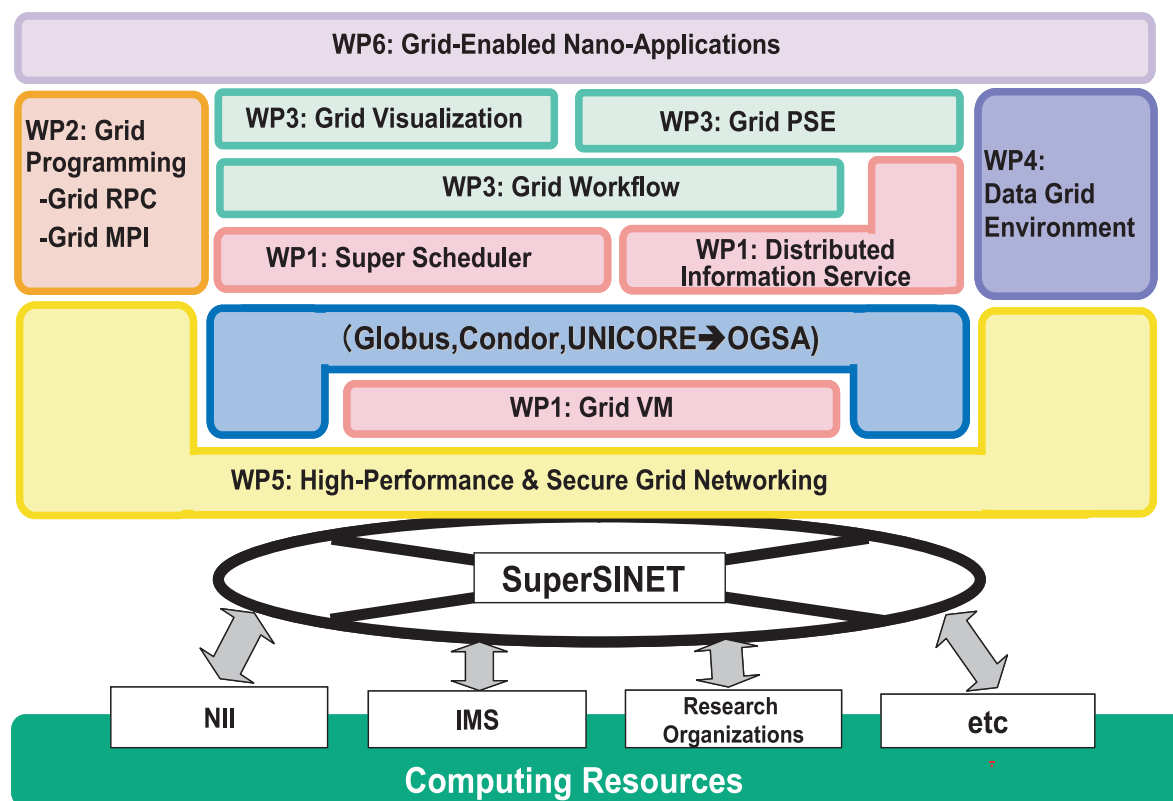 WP6: Grid-Enabled Nano-Applications
WP2: Grid
Programming
-Grid RPC
-Grid MPI
WP3: Grid Visualization
WP3: Grid PSE
WP3: Grid Workflow
WP1: Super Scheduler
WP1: Distributed
Information Service
WP4:
Data Grid
Environment
(Globus,Condor,UNICORE➔OGSA)
WP1: Grid VM
WP5: High-Performance & Secure Grid Networking
SuperSINET
NII
IMS
Research
Organizations
etc
Computing Resources